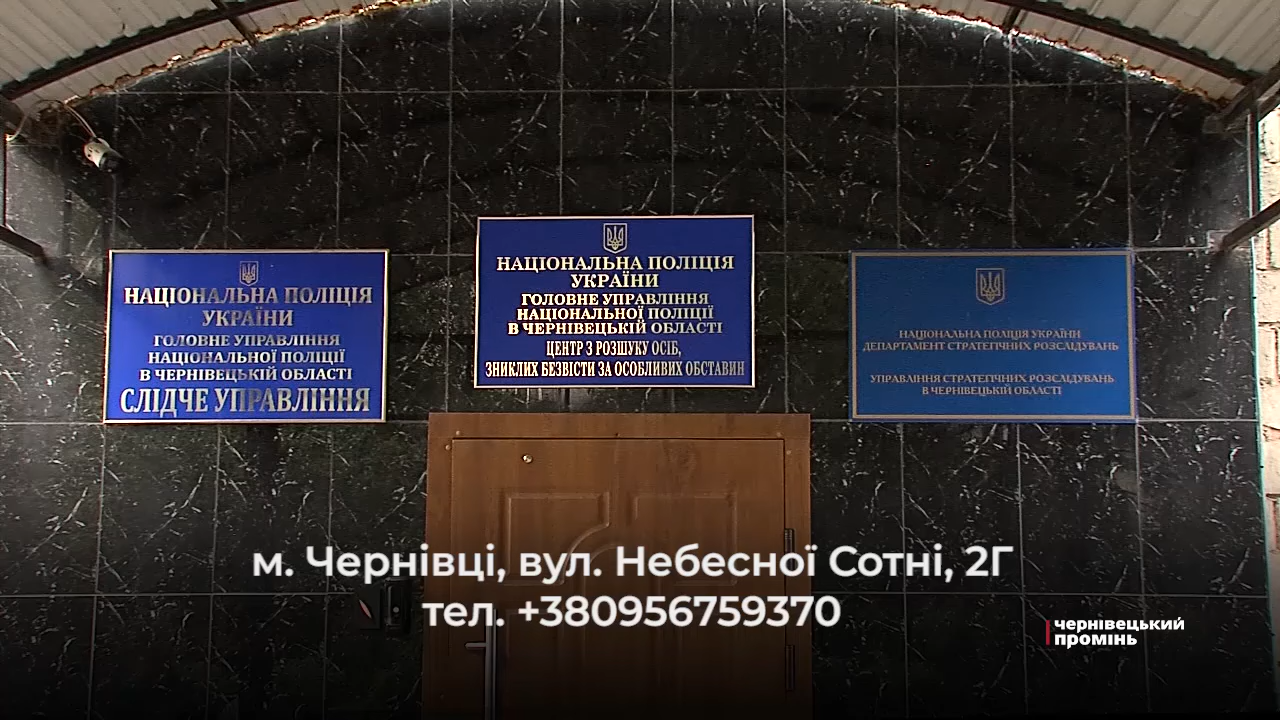 НАЦІОНАЛЬНА ПОЛІЦІЯ
УКРАЇНИ
ГОЛОВНЕ УПРАВЛІННЯ
НАЦІОНАЛЬНОЇ ПОЛІЦІЇ
В ЧЕРНІВЕЦЬКІЙ ОБЛАСТІ
СЛІДЧЕ УПРАВЛІННЯ
НАЦІОНАЛЬНА ПОЛІЦІЯ
УКРАЇНИ
ГОЛОВНЕ УПРАВЛІННЯ
НАЦІОНАЛЬНОЇ ПОЛІЦІЇ
В ЧЕРНІВЕЦЬКІЙ ОБЛАСТІ
ЦЕНТР З РОЗШУКУ ОСІБ,
ЗНИКЛИХ БЕЗВІСТИ ЗА ОСОБЛИВИХ ОБСТАВИН
НАЦІОНАЛЬНА ПОЛІЦІЯ УКРАЇНИ
ДЕПАРТАМЕНТ СТРАТЕГІЧНИХ РОЗСЛІДУВАНЬ
УПРАВЛІННЯ СТРАТЕГІЧНИХ РОЗСЛІДУВАНЬ
В ЧЕРНІВЕЦЬКІЙ ОБЛАСТІ
м. Чернівці, вул. Небесної Сотні, 2Г
тел. +380956759370
чернівецький
промінь